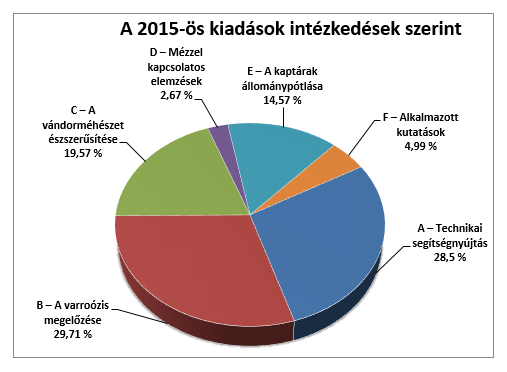 A 2015-ös kiadások intézkedések szerint
D – Mézzel
kapcsolatos
elemzések
2,67 %
E – A kaptárak
állománypótlása
14,57 %
F – Alkalmazott
kutatások
4,99 %
C – A
vándorméhészet
észszerűsítése
19,57 %
A – Technikai
segítségnyújtás
28,5 %
B – A varroózis
megelőzése
29,71 %